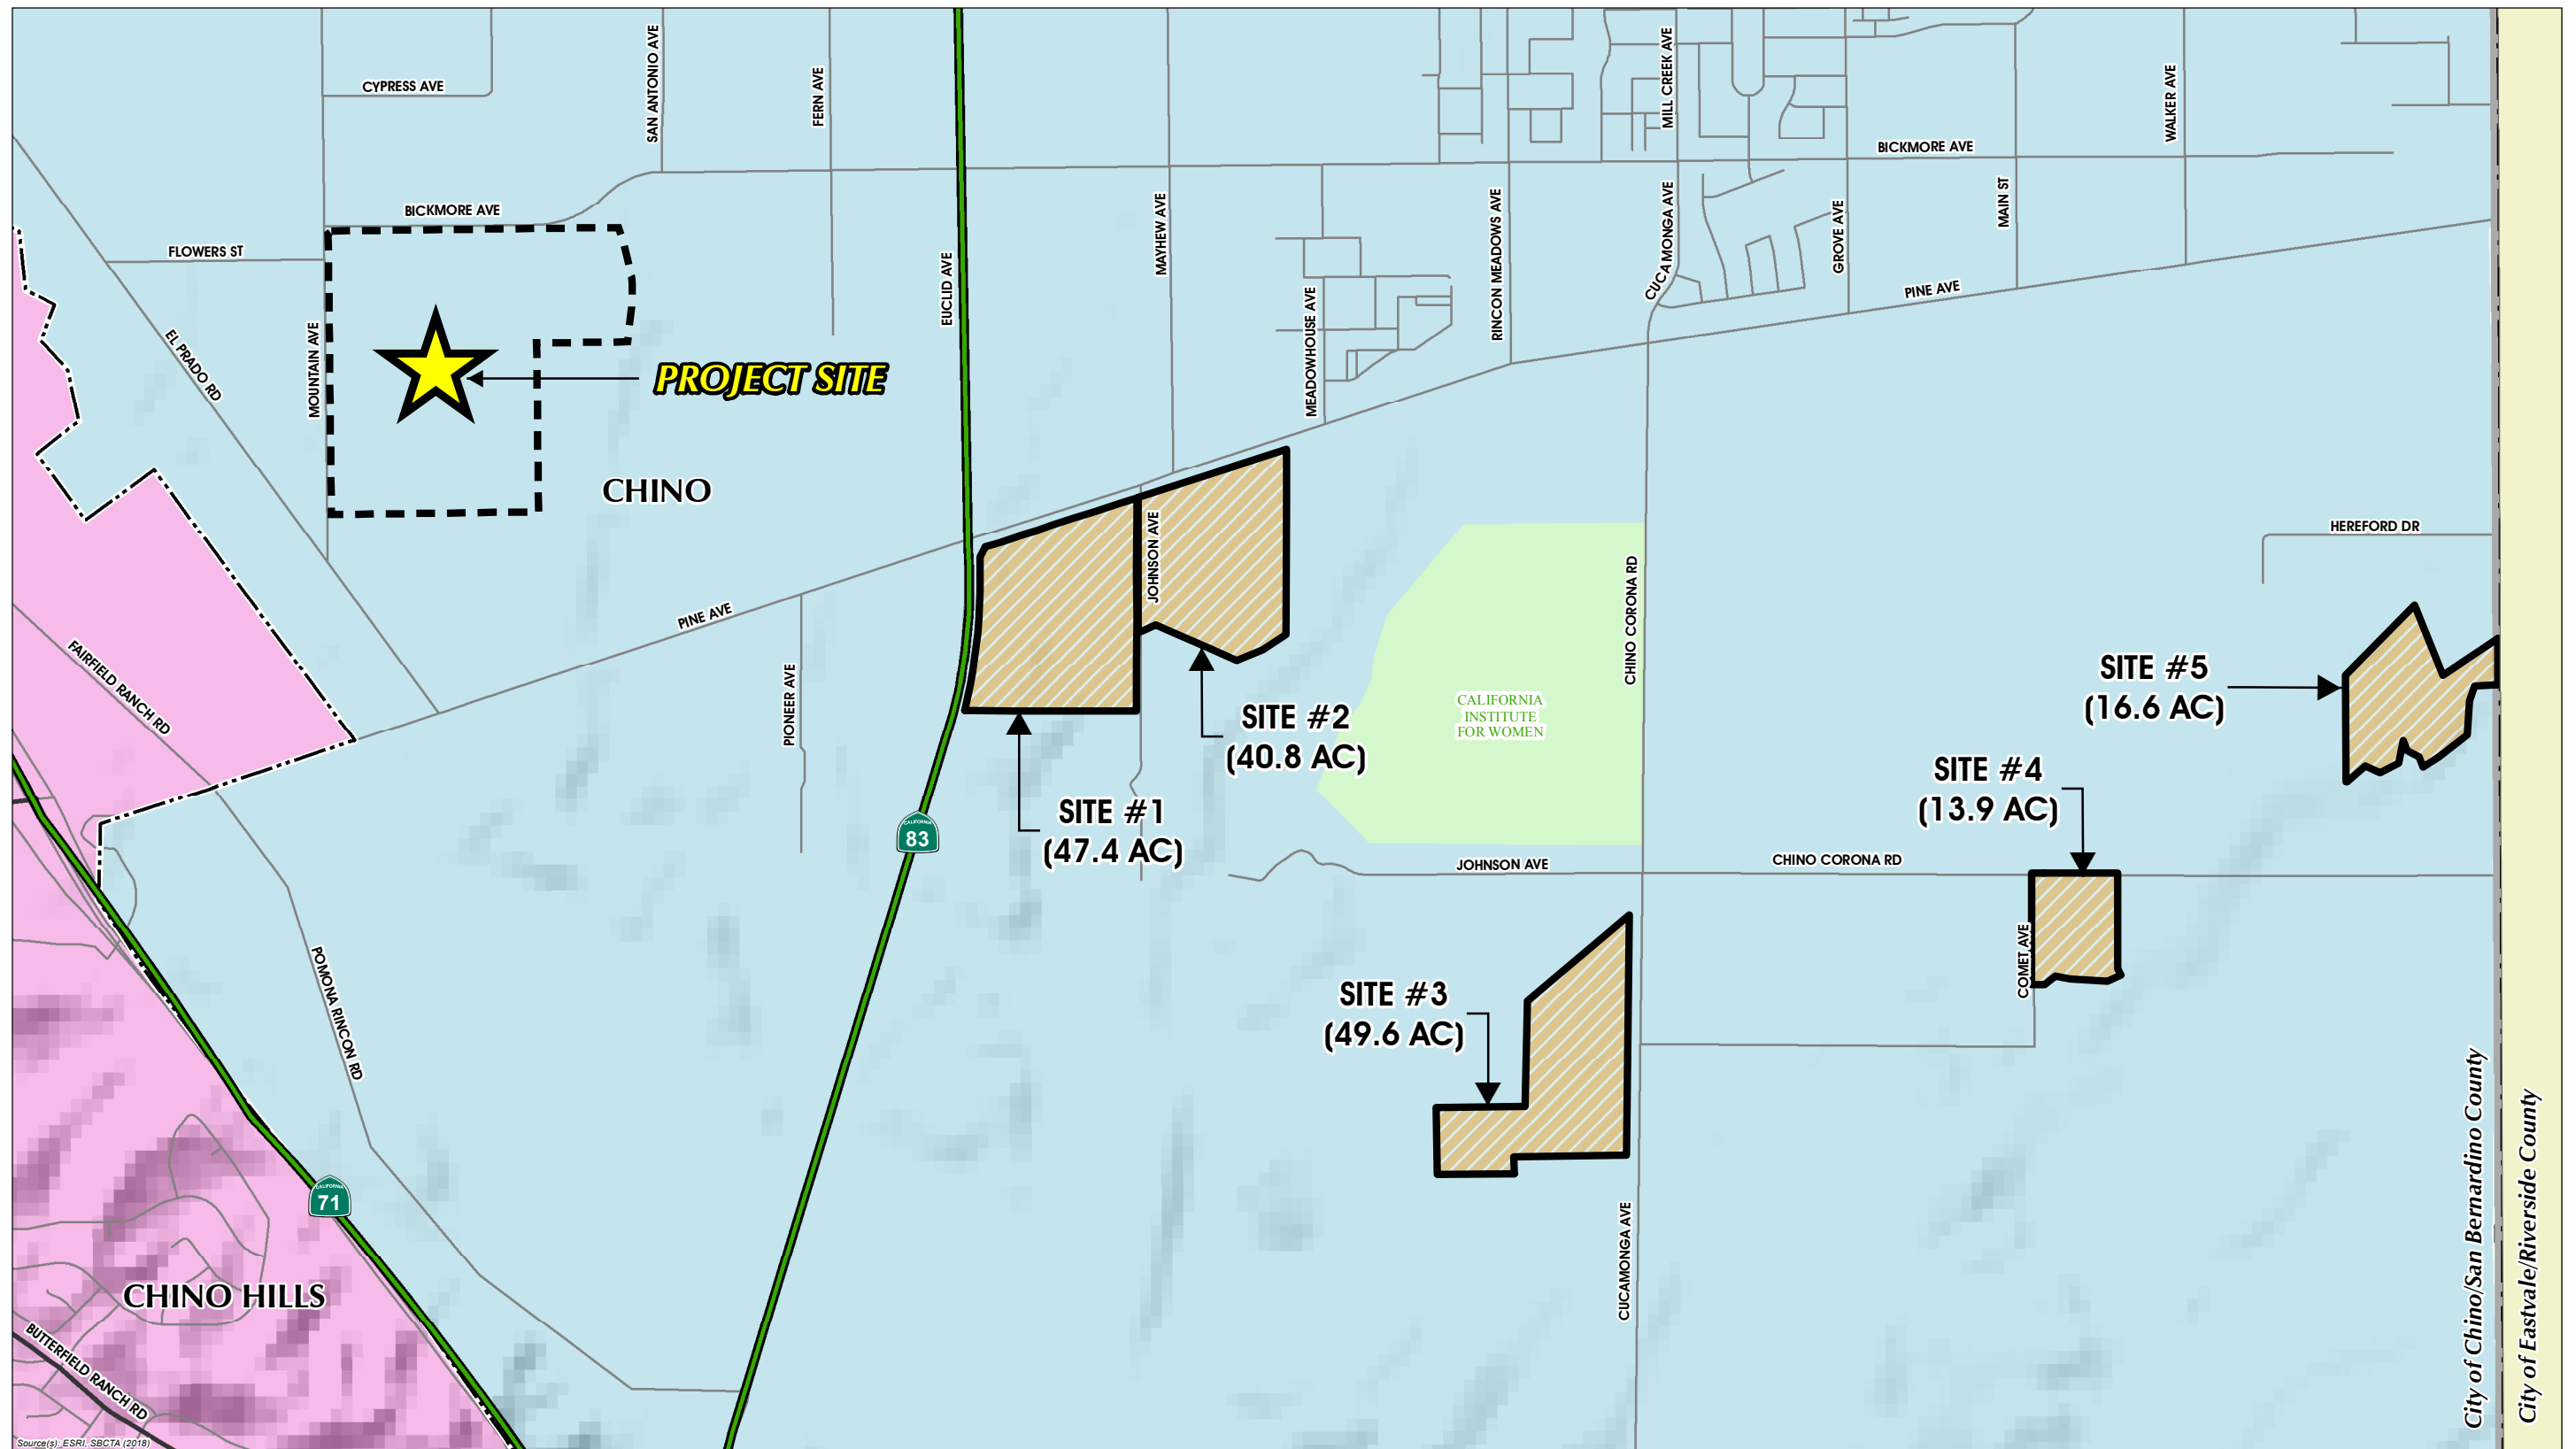 CYPRESS AVE
SAN ANTONIO AVE
FERN AVE
MILL CREEK AVE
WALKER AVE
BICKMORE AVE
BICKMORE AVE
FLOWERS ST
EUCLID AVE
MAYHEW AVE
RINCON MEADOWS AVE
CUCAMONGA AVE
GROVE AVE
MAIN ST
PINE AVE
EL PRADO RD
MOUNTAIN AVE
MEADOWHOUSE AVE
PROJECT SITE
CHINO
JOHNSON AVE
HEREFORD DR
CHINO CORONA RD
PINE AVE
FAIRFIELD RANCH RD
PIONEER AVE
SITE #5
(16.6 AC)
CALIFORNIA
INSTITUTE
FOR WOMEN
SITE #2
(40.8 AC)
SITE #4
(13.9 AC)
SITE #1
(47.4 AC)
CALIFORNIA
83
JOHNSON AVE
CHINO CORONA RD
COMET AVE
POMONA RINCON RD
SITE #3
(49.6 AC)
CALIFORNIA
71
CUCAMONGA AVE
City of Chino/San Bernardino County
City of Eastvale/Riverside County
CHINO HILLS
BUTTERFIELD RANCH RD
Source(s): ESRI, SBCTA (2018)